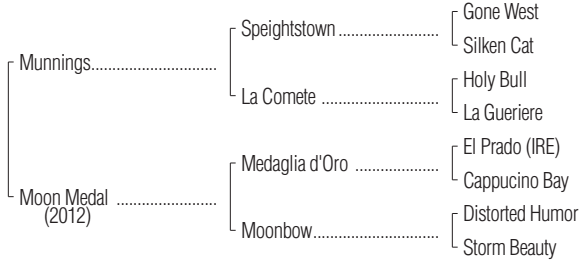 Gone West
Speightstown
Silken Cat
Munnings
Holy Bull
La Comete
La Gueriere
El Prado (IRE)
Medaglia d'Oro
Cappucino Bay
Moon Medal
(2012)
Distorted Humor
Moonbow
Storm Beauty